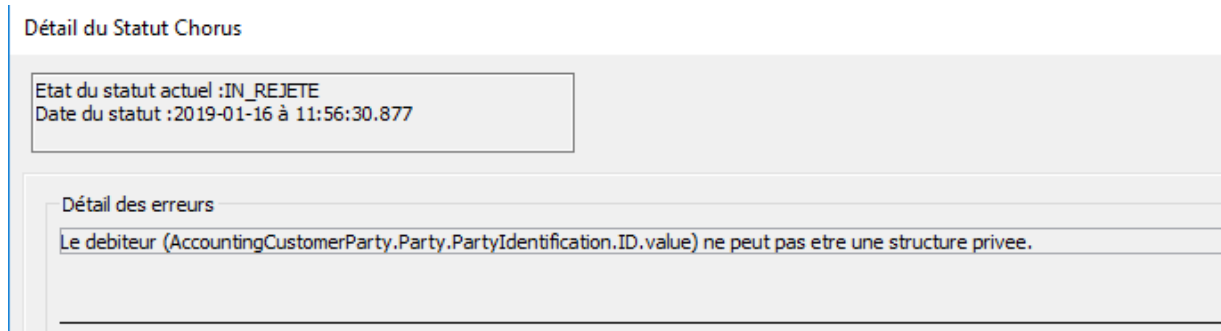 Détail du Statut Chorus
Etat du statut actuel :IN_REJETE
Date du statut :2019-01-16 à 11:56:30.877
Détail des erreurs
Le debiteur (AccountingCustomerParty.Party.PartyIdentification.ID.value) ne peut pas etre une structure privee.